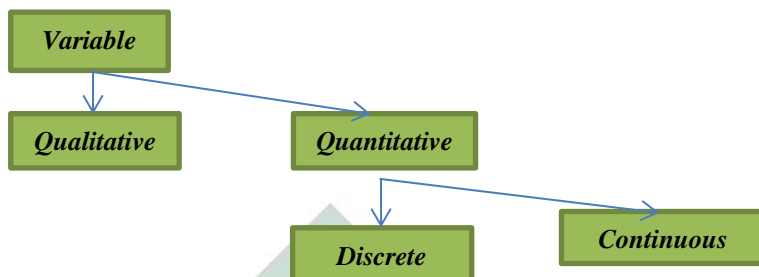 Variable
Qualitative
Quantitative
Discrete
Continuous